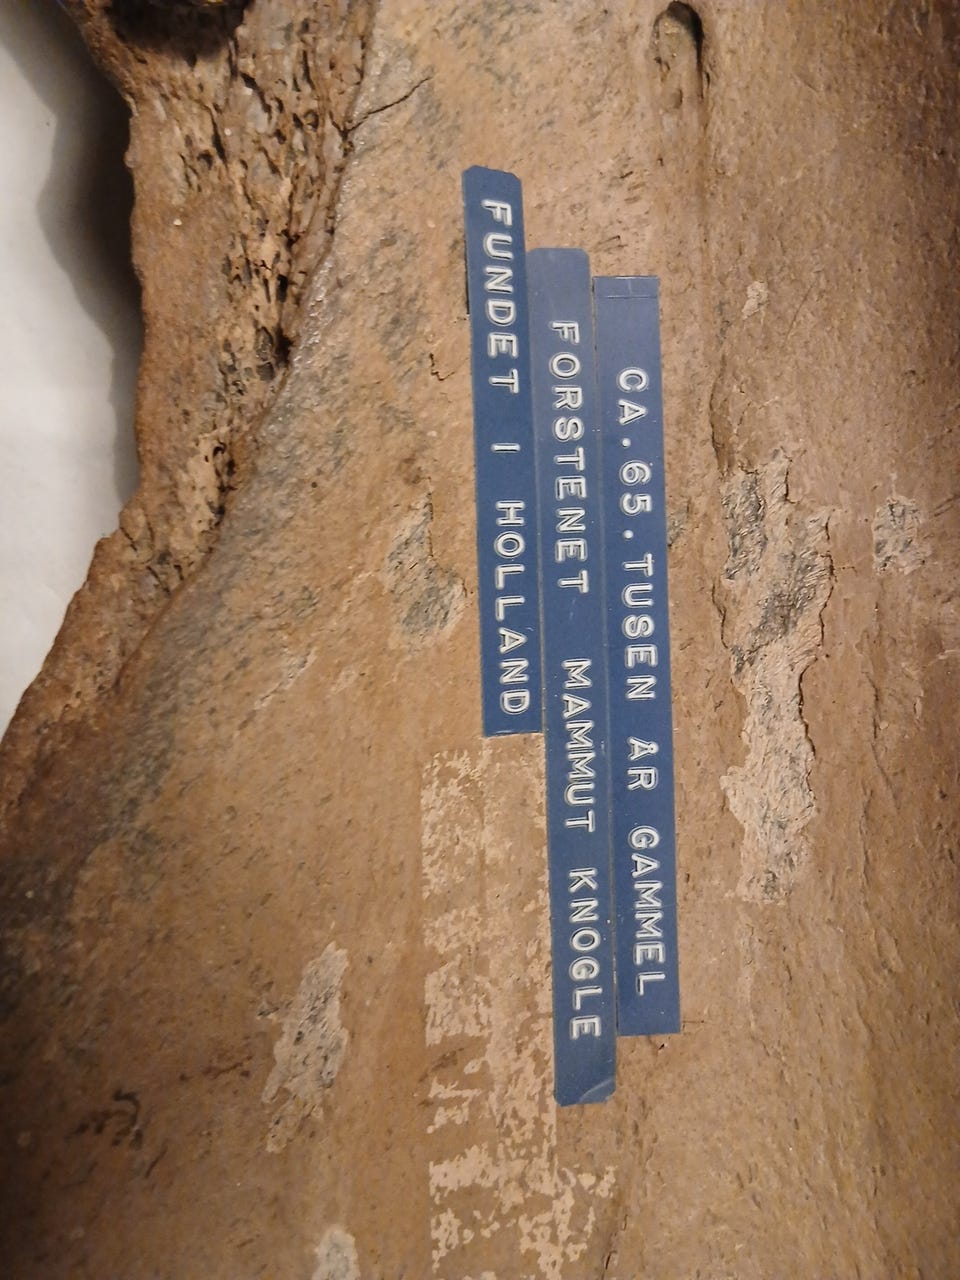 CA.65.TUSEN ÅR GAMMEL
FORSTENET MAMMUT KNOGLE
FUNDET I HOLLAND